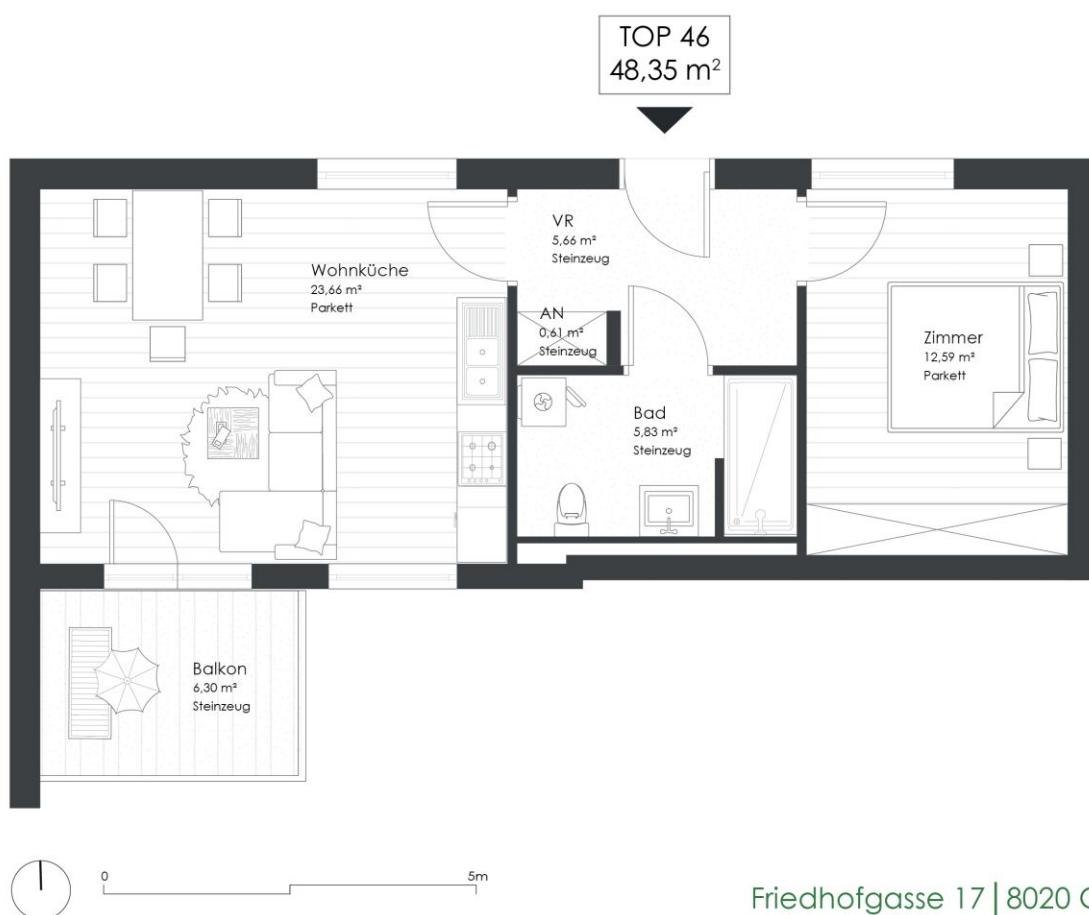 TOP 46
48,35 m²
VR
5,66 m²
Steinzeug
Wohnküche
23,66 m²
Parkett
AN
0,61 m²
Steinzeug
Zimmer
12,59 m²
Parkett
Bad
5,83 m²
Steinzeug
Balkon
6,30 m²
Steinzeug
0 5m
Friedhofgasse 17 | 8020